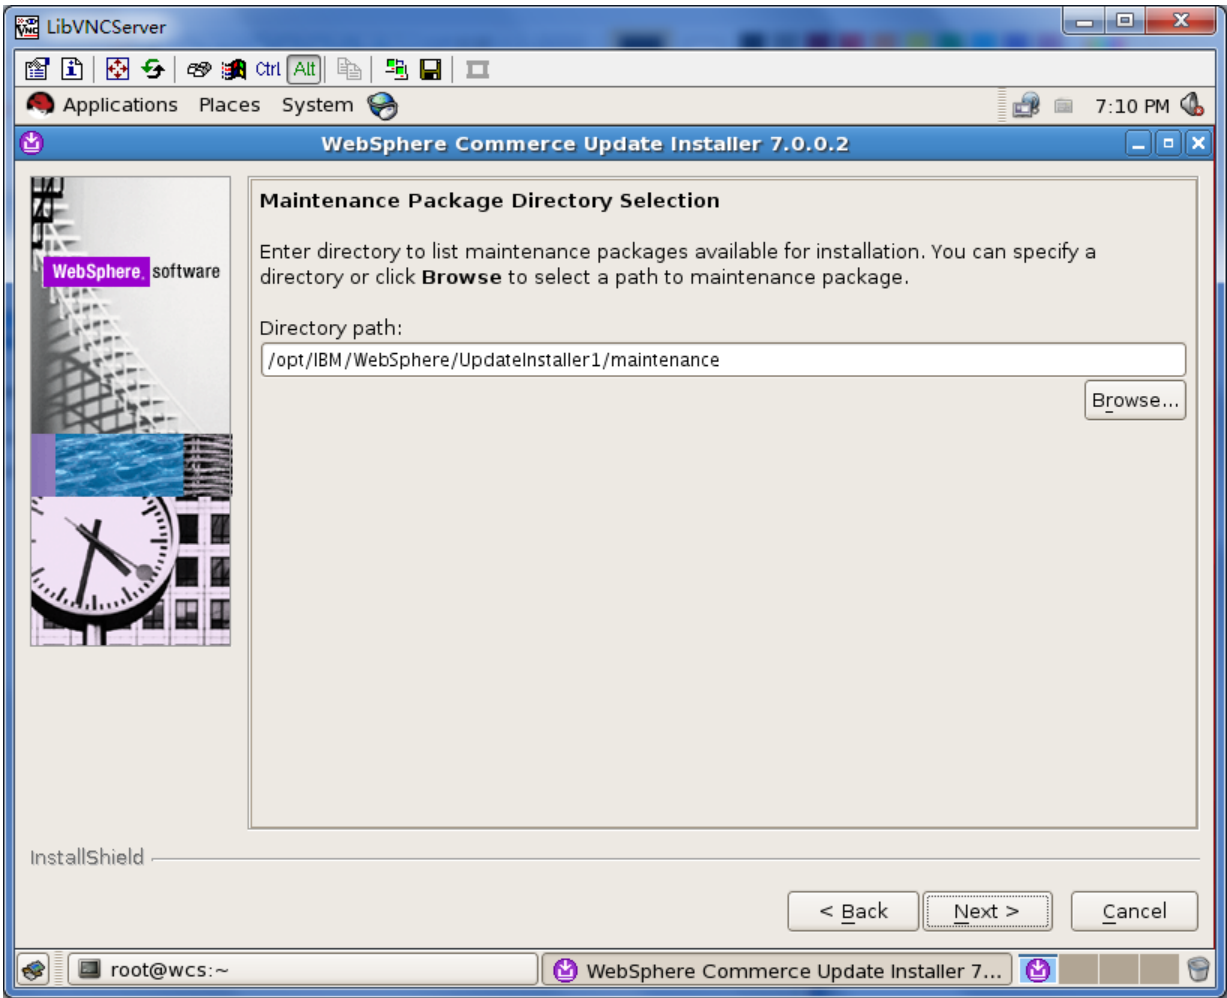 LibVNCServer
Ctrl Alt
Applications Places System 7:10 PM
WebSphere Commerce Update Installer 7.0.0.2
WebSphere. software
Maintenance Package Directory Selection
Enter directory to list maintenance packages available for installation. You can specify a
directory or click Browse to select a path to maintenance package.
Directory path:
/opt/IBM/WebSphere/UpdateInstaller1/maintenance
Browse...
InstallShield
< Back Next > Cancel
root@wcs:~ WebSphere Commerce Update Installer 7...